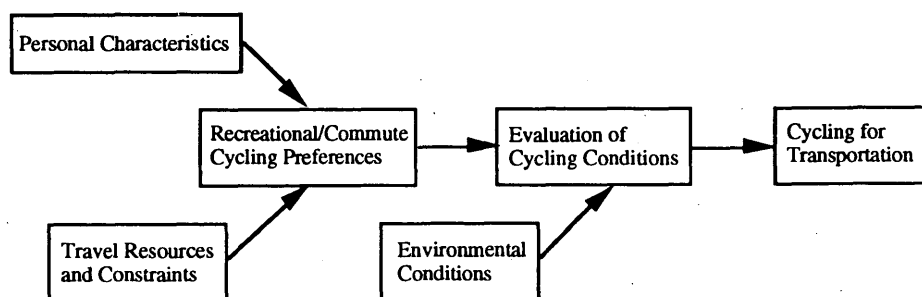 Personal Characteristics
Recreational/Commute
Cycling Preferences
Evaluation of
Cycling Conditions
Cycling for
Transportation
Travel Resources
and Constraints
Environmental
Conditions